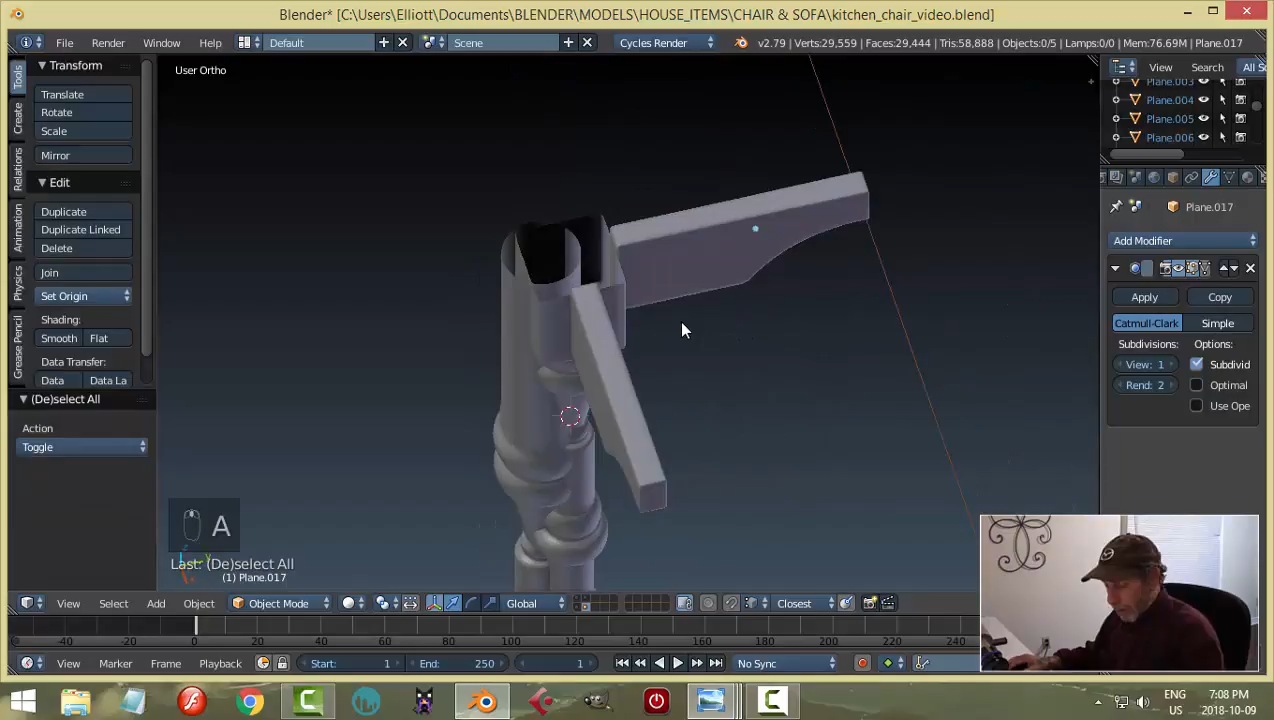 Blender* [C:\Users\Elliott\Documents\BLENDER\MODELS\HOUSE_ITEMS\CHAIR & SOFA\kitchen_chair_video.blend]
File Render Window Help Default Scene Cycles Render v2.79 | Verts:29,559 | Faces:29,444 | Tris:58,888 | Objects:0/5 | Lamps:0/0 | Mem:76.69M | Plane.017
Tools
Create
Relations
Animation
Physics
Grease Pencil
Transform
Translate
Rotate
Scale
Mirror
Edit
Duplicate
Duplicate Linked
Delete
Join
Set Origin
Shading:
Smooth Flat
Data Transfer:
Data Data La
(De)select All
Action
Toggle
User Ortho
A
Last: (De)select All
(1) Plane.017
View Search All Sc
Plane.003
Plane.004
Plane.005
Plane.006
Plane.017
Add Modifier
Apply Copy
Catmull-Clark Simple
Subdivisions: Options:
View: 1 Subdivid
Rend: 2 Optimal
Use Ope
View Select Add Object Object Mode Global Closest
-40 -20 0 20 40 60 80 100 120 140 160 180 200 220 240
View Marker Frame Playback Start: 1 End: 250 1 No Sync
ENG 7:08 PM
US 2018-10-09